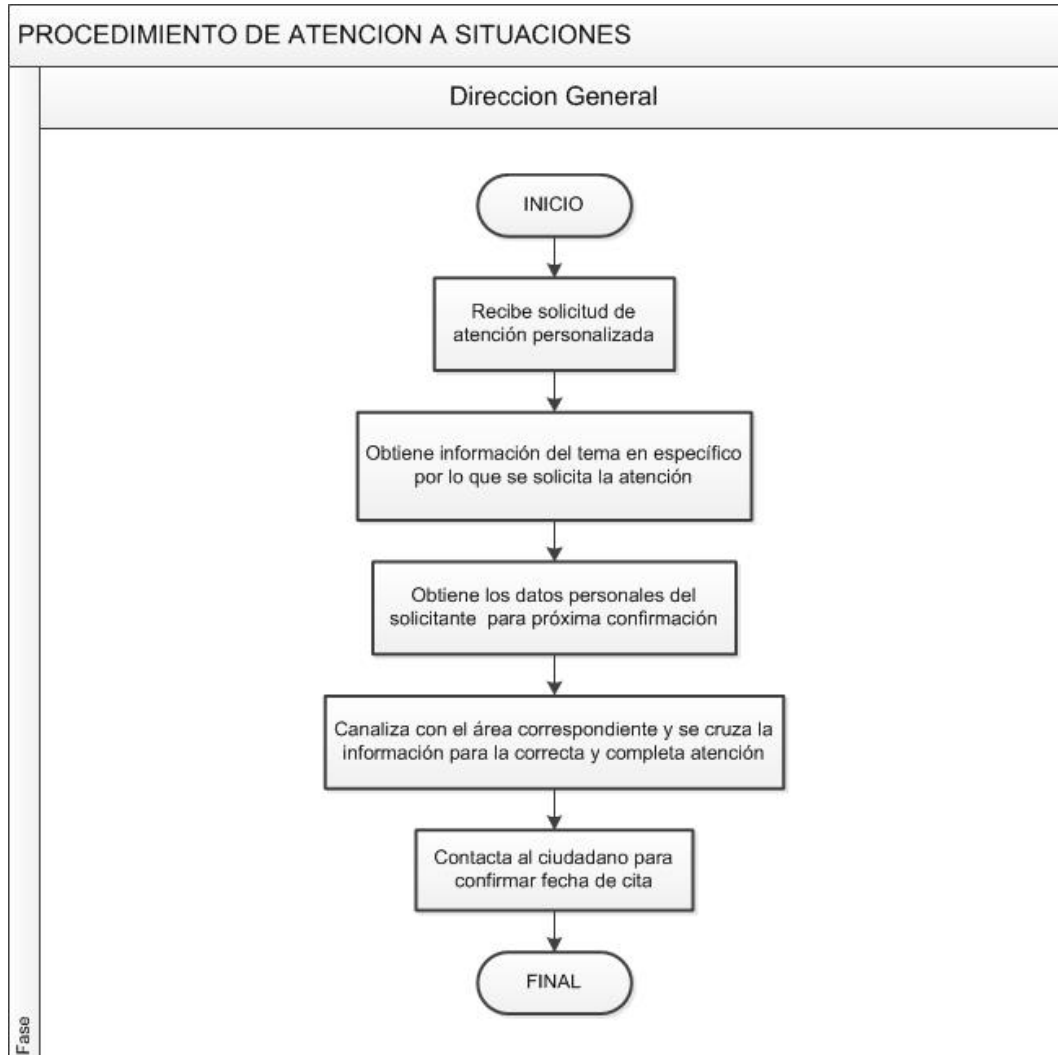 PROCEDIMIENTO DE ATENCION A SITUACIONES
Direccion General
INICIO
Recibe solicitud de
atención personalizada
Obtiene información del tema en específico
por lo que se solicita la atención
Obtiene los datos personales del
solicitante para próxima confirmación
Canaliza con el área correspondiente y se cruza la
información para la correcta y completa atención
Contacta al ciudadano para
confirmar fecha de cita
FINAL
Fase